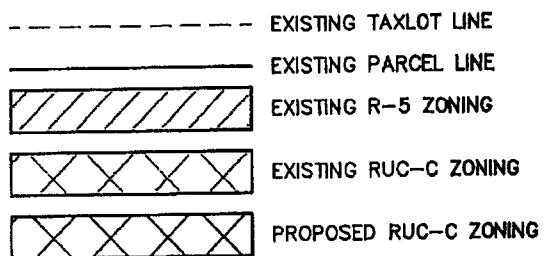 EXISTING TAXLOT LINE
EXISTING PARCEL LINE
EXISTING R-5 ZONING
EXISTING RUC-C ZONING
PROPOSED RUC-C ZONING